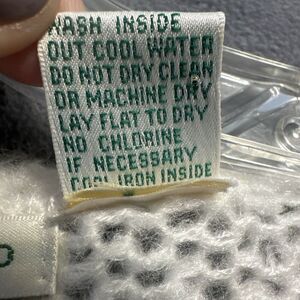 WASH INSIDE
OUT COOL WATER
DO NOT DRY CLEAN
OR MACHINE DRY
LAY FLAT TO DRY
NO CHLORINE
IF NECESSARY
COOL IRON INSIDE